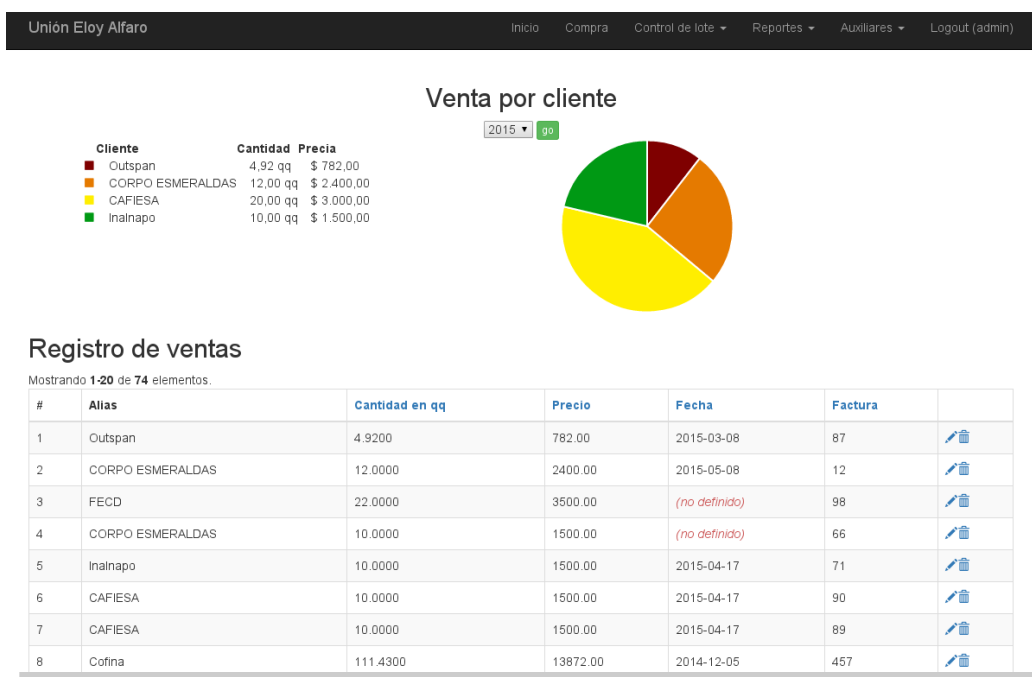 Unión Eloy Alfaro Inicio Compra Control de lote Reportes Auxiliares Logout (admin)
Venta por cliente
2015 go
Cliente Cantidad Precia
Outspan 4,92 qq $ 782,00
CORPO ESMERALDAS 12,00 qq $ 2.400,00
CAFIESA 20,00 qq $ 3.000,00
Inalnapo 10,00 qq $ 1.500,00
Registro de ventas
Mostrando 1-20 de 74 elementos.
# Alias Cantidad en qq Precio Fecha Factura
1 Outspan 4.9200 782.00 2015-03-08 87
2 CORPO ESMERALDAS 12.0000 2400.00 2015-05-08 12
3 FECD 22.0000 3500.00 (no definido) 98
4 CORPO ESMERALDAS 10.0000 1500.00 (no definido) 66
5 Inalnapo 10.0000 1500.00 2015-04-17 71
6 CAFIESA 10.0000 1500.00 2015-04-17 90
7 CAFIESA 10.0000 1500.00 2015-04-17 89
8 Cofina 111.4300 13872.00 2014-12-05 457